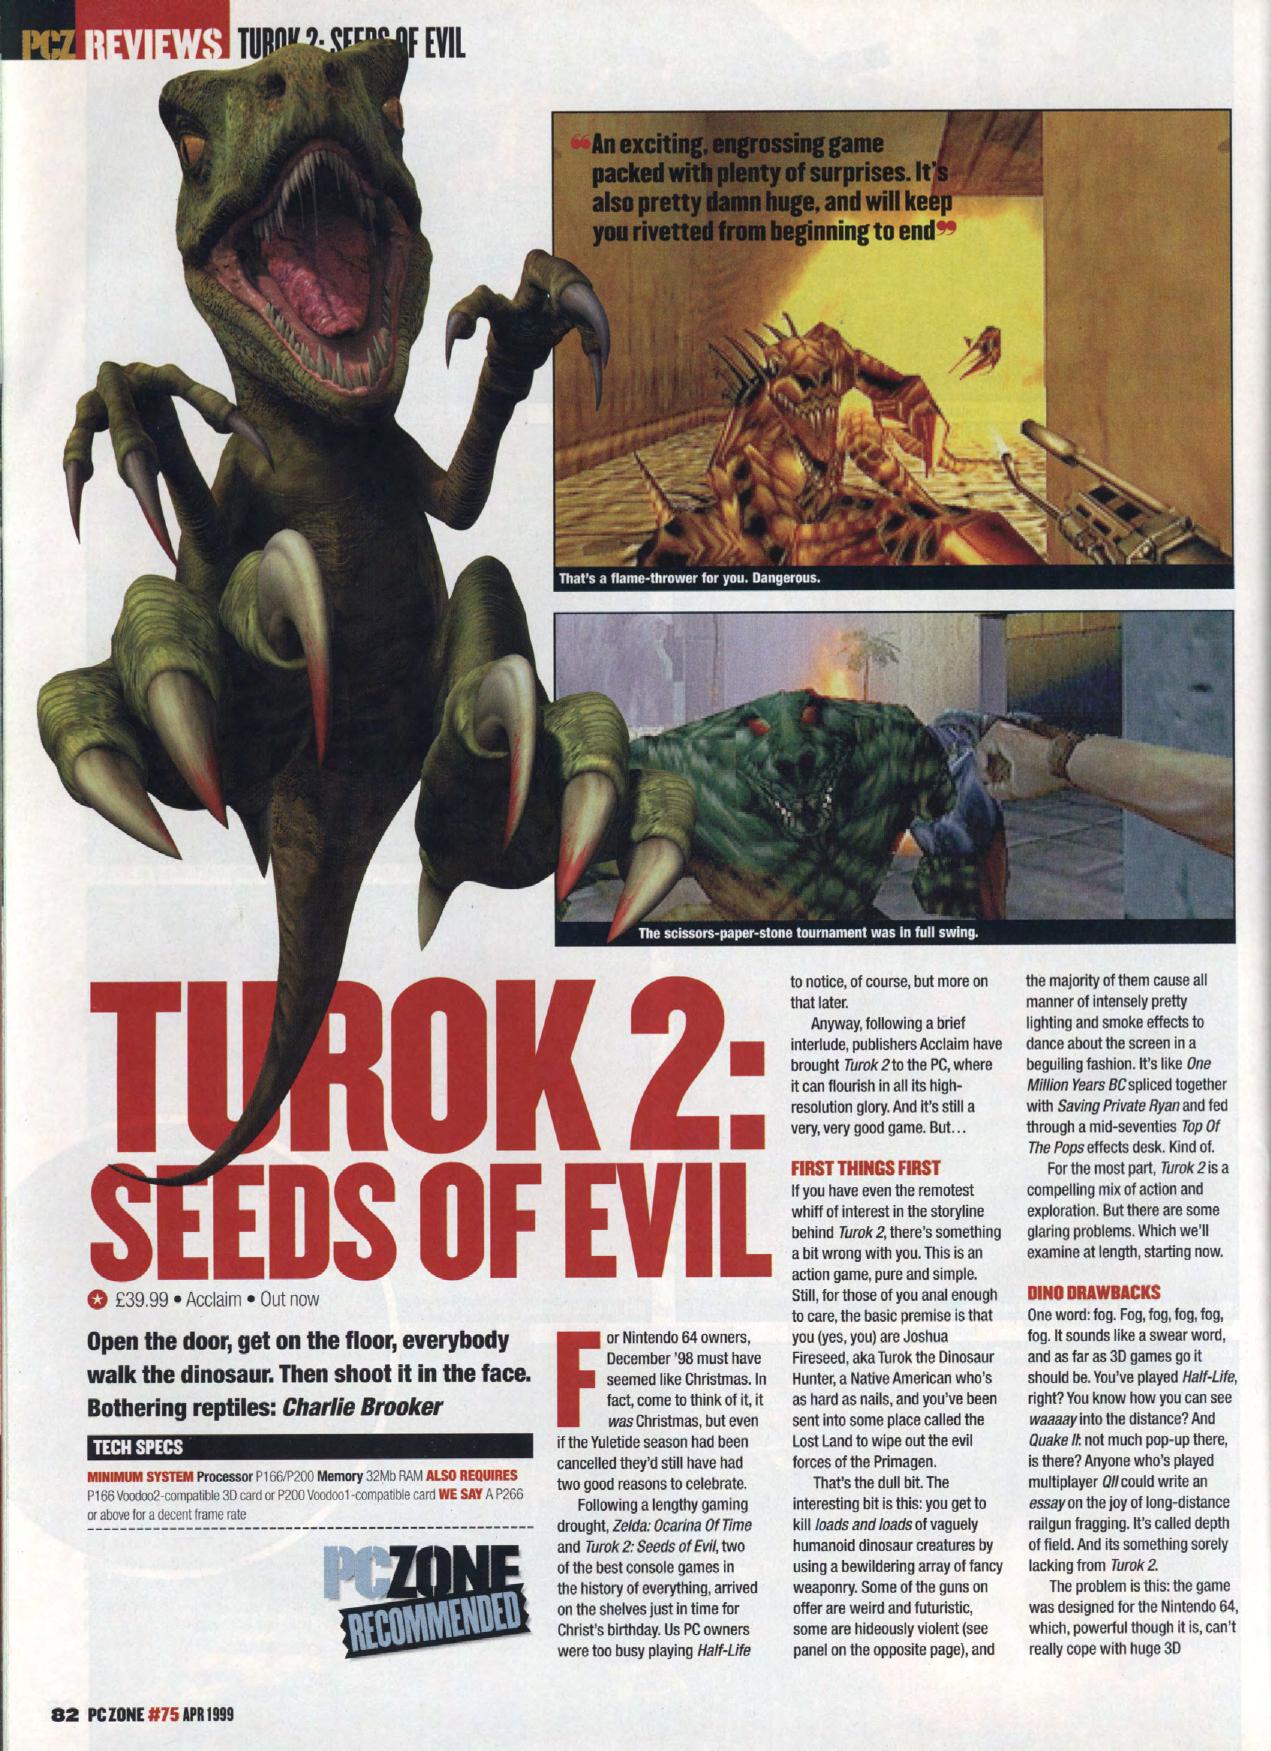 PCZ REVIEWS TUROK 2: SEEDS OF EVIL
“An exciting, engrossing game
packed with plenty of surprises. It's
also pretty damn huge, and will keep
you rivetted from beginning to end”
That's a flame-thrower for you. Dangerous.
The scissors-paper-stone tournament was in full swing.
TUROK 2:
SEEDS OF EVIL
£39.99 • Acclaim • Out now
Open the door, get on the floor, everybody
walk the dinosaur. Then shoot it in the face.
Bothering reptiles: Charlie Brooker
TECH SPECS
MINIMUM SYSTEM Processor P166/P200 Memory 32Mb RAM ALSO REQUIRES
P166 Voodoo2-compatible 3D card or P200 Voodoo1-compatible card WE SAY A P266
or above for a decent frame rate
PCZONE
RECOMMENDED
For Nintendo 64 owners,
December '98 must have
seemed like Christmas. In
fact, come to think of it, it
was Christmas, but even
if the Yuletide season had been
cancelled they'd still have had
two good reasons to celebrate.
Following a lengthy gaming
drought, Zelda: Ocarina Of Time
and Turok 2: Seeds of Evil, two
of the best console games in
the history of everything, arrived
on the shelves just in time for
Christ's birthday. Us PC owners
were too busy playing Half-Life
to notice, of course, but more on
that later.
Anyway, following a brief
interlude, publishers Acclaim have
brought Turok 2 to the PC, where
it can flourish in all its high-
resolution glory. And it's still a
very, very good game. But…
FIRST THINGS FIRST
If you have even the remotest
whiff of interest in the storyline
behind Turok 2, there's something
a bit wrong with you. This is an
action game, pure and simple.
Still, for those of you anal enough
to care, the basic premise is that
you (yes, you) are Joshua
Fireseed, aka Turok the Dinosaur
Hunter, a Native American who's
as hard as nails, and you've been
sent into some place called the
Lost Land to wipe out the evil
forces of the Primagen.
That's the dull bit. The
interesting bit is this: you get to
kill loads and loads of vaguely
humanoid dinosaur creatures by
using a bewildering array of fancy
weaponry. Some of the guns on
offer are weird and futuristic,
some are hideously violent (see
panel on the opposite page), and
the majority of them cause all
manner of intensely pretty
lighting and smoke effects to
dance about the screen in a
beguiling fashion. It's like One
Million Years BC spliced together
with Saving Private Ryan and fed
through a mid-seventies Top Of
The Pops effects desk. Kind of.
For the most part, Turok 2 is a
compelling mix of action and
exploration. But there are some
glaring problems. Which we'll
examine at length, starting now.
DINO DRAWBACKS
One word: fog. Fog, fog, fog, fog,
fog. It sounds like a swear word,
and as far as 3D games go it
should be. You've played Half-Life,
right? You know how you can see
waaaay into the distance? And
Quake II: not much pop-up there,
is there? Anyone who's played
multiplayer QII could write an
essay on the joy of long-distance
railgun fragging. It's called depth
of field. And its something sorely
lacking from Turok 2.
The problem is this: the game
was designed for the Nintendo 64,
which, powerful though it is, can't
really cope with huge 3D
82 PC ZONE #75 APR 1999